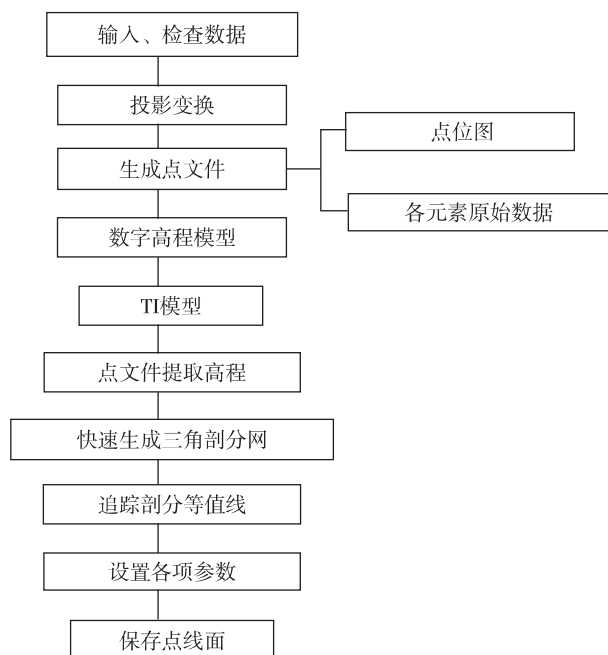 输入、检查数据
投影变换
生成点文件
点位图
各元素原始数据
数字高程模型
TI模型
点文件提取高程
快速生成三角剖分网
追踪剖分等值线
设置各项参数
保存点线面